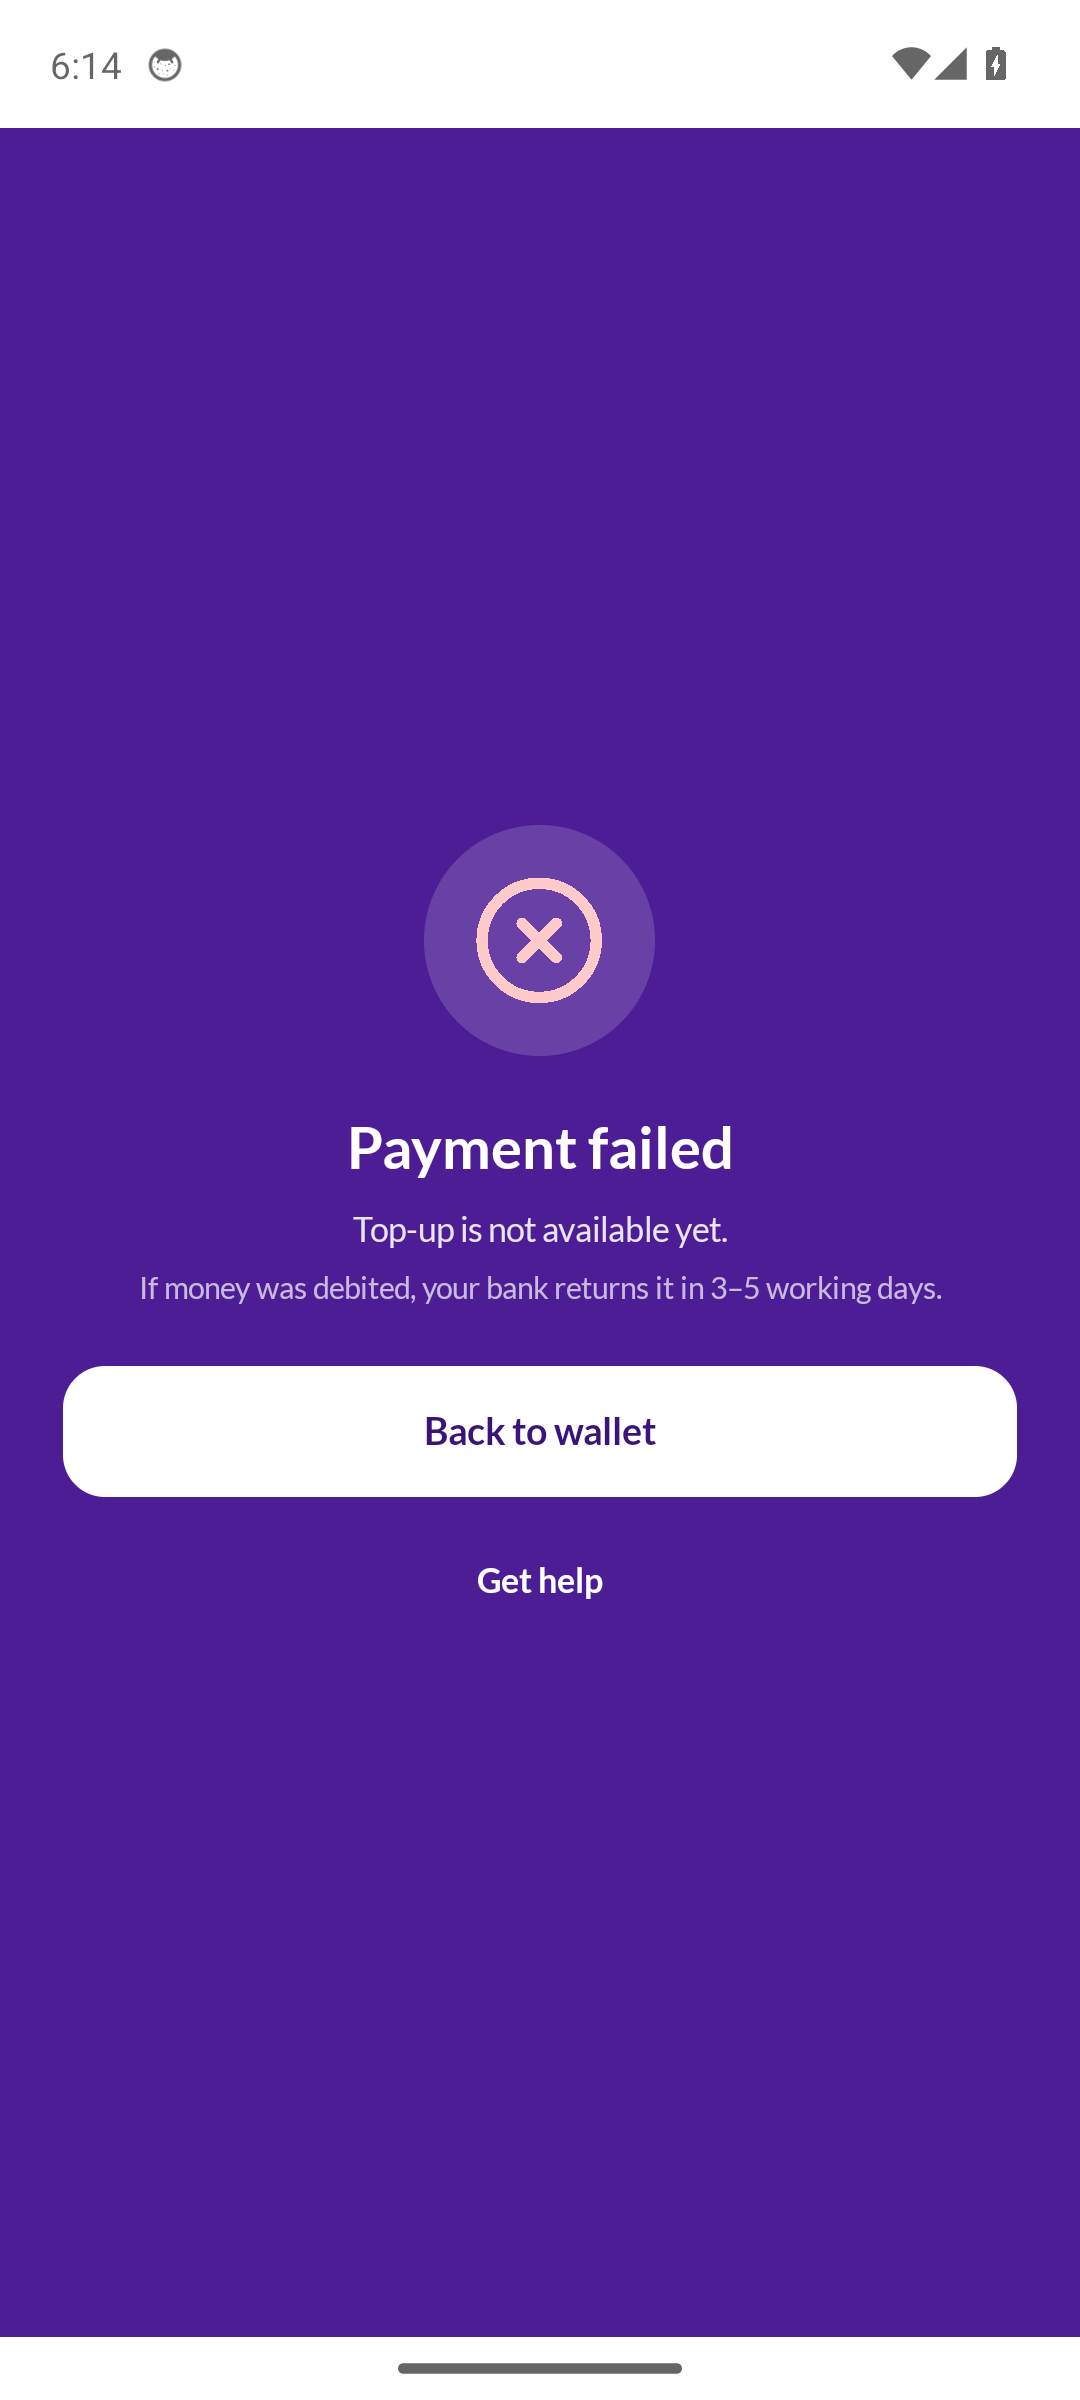 6:14
Payment failed
Top-up is not available yet.
If money was debited, your bank returns it in 3–5 working days.
Back to wallet
Get help